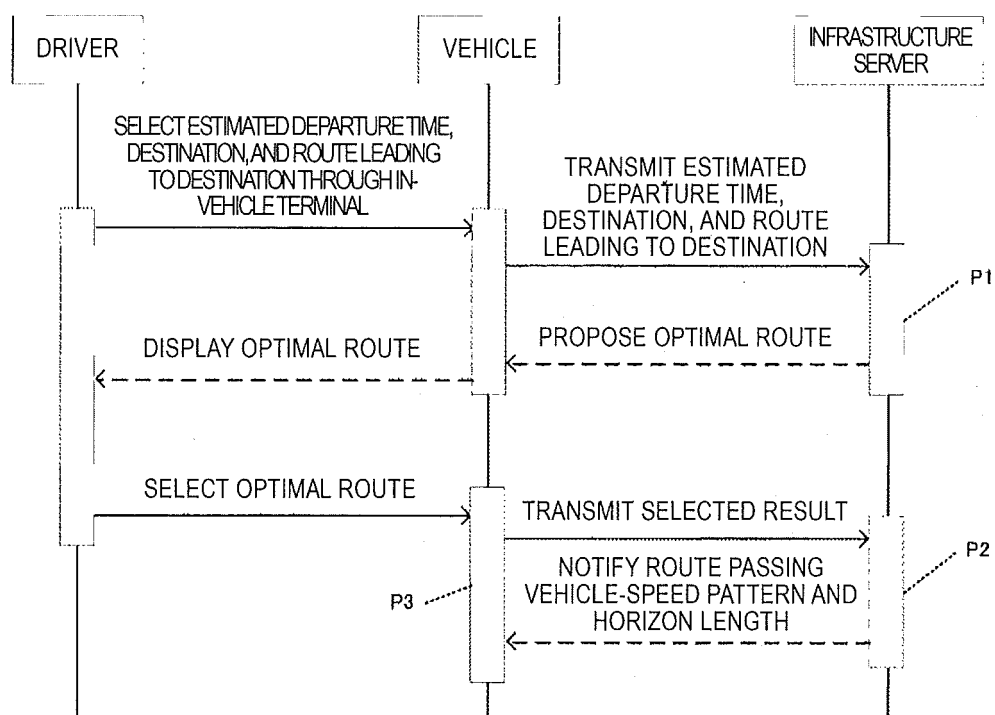 DRIVER
VEHICLE
INFRASTRUCTURE
SERVER
SELECT ESTIMATED DEPARTURE TIME,
DESTINATION, AND ROUTE LEADING
TO DESTINATION THROUGH IN-
VEHICLE TERMINAL
TRANSMIT ESTIMATED
DEPARTURE TIME,
DESTINATION, AND ROUTE
LEADING TO DESTINATION
P1
PROPOSE OPTIMAL ROUTE
DISPLAY OPTIMAL ROUTE
SELECT OPTIMAL ROUTE
TRANSMIT SELECTED RESULT
P2
NOTIFY ROUTE PASSING
VEHICLE-SPEED PATTERN AND
HORIZON LENGTH
P3